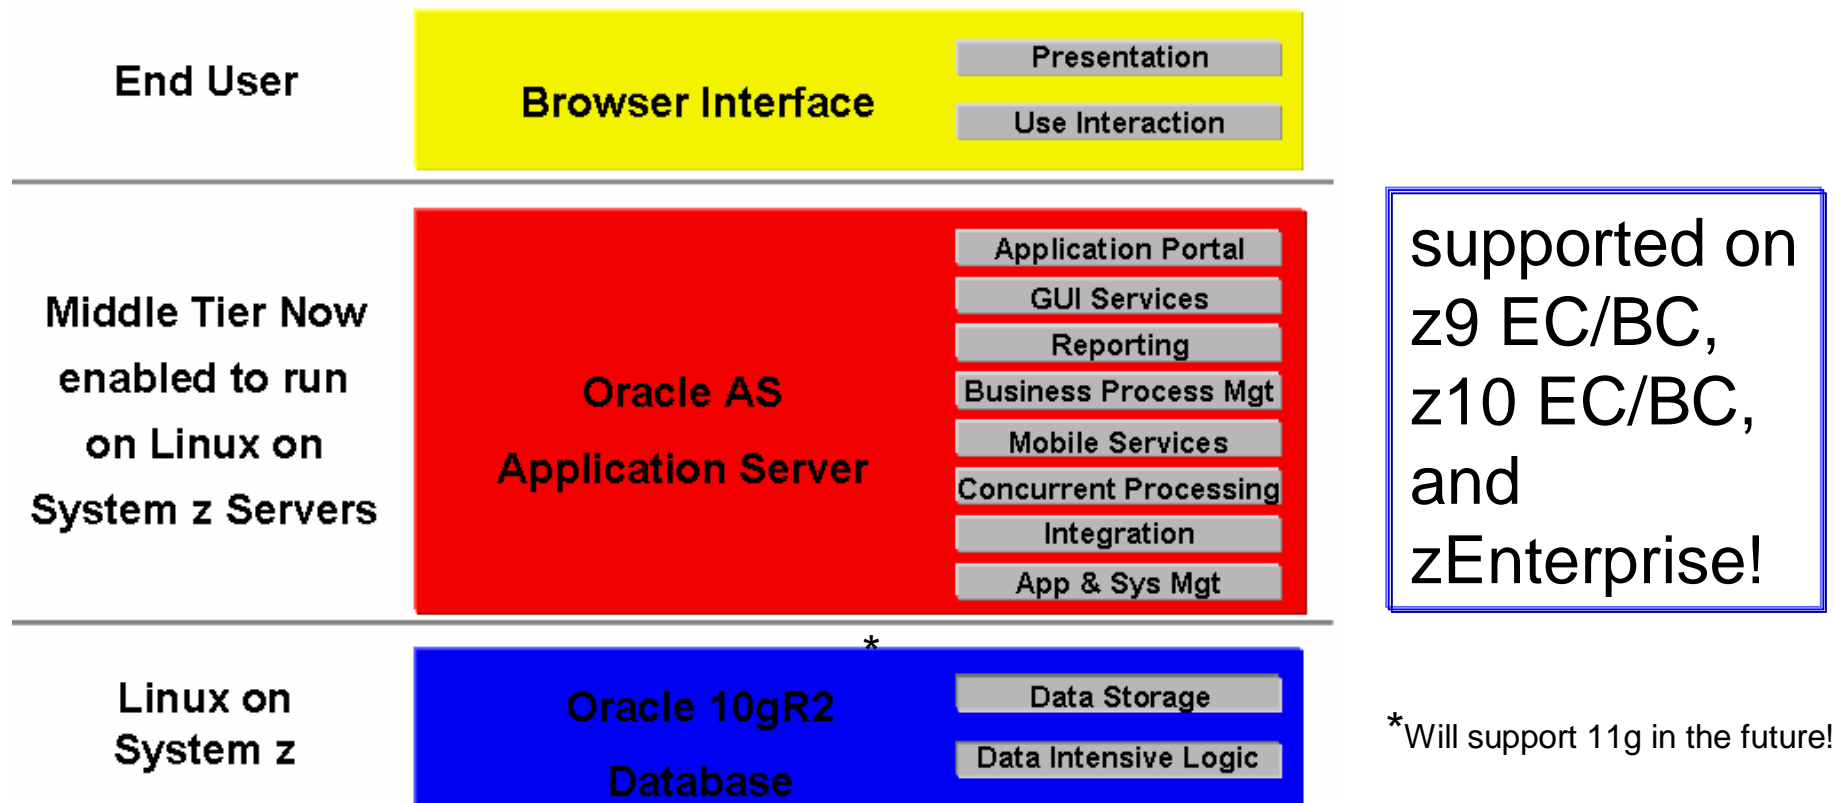 End User
Browser Interface
Presentation
Use Interaction
Middle Tier Now
enabled to run
on Linux on
System z Servers
Oracle AS
Application Server
Application Portal
GUI Services
Reporting
Business Process Mgt
Mobile Services
Concurrent Processing
Integration
App & Sys Mgt
supported on
z9 EC/BC,
z10 EC/BC,
and
zEnterprise!
Linux on
System z
*
Oracle 10gR2
Database
Data Storage
Data Intensive Logic
*Will support 11g in the future!